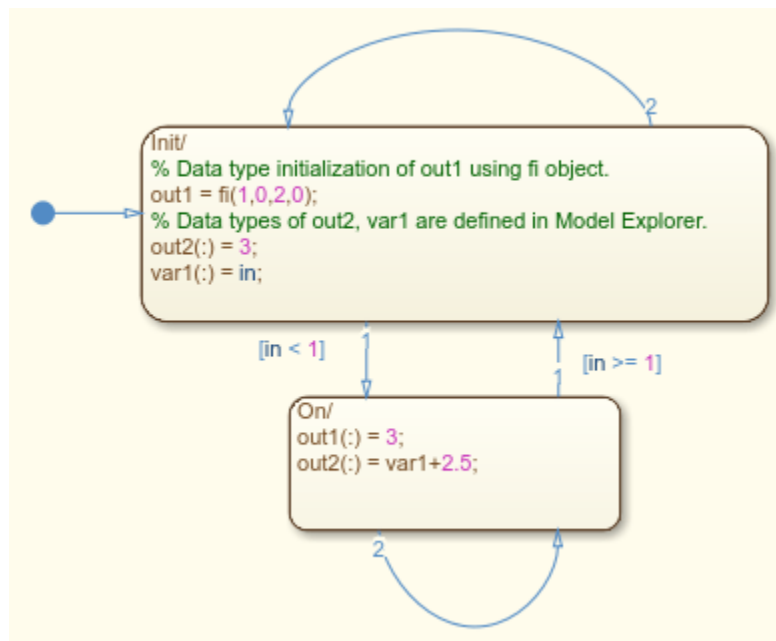 2
Init/
% Data type initialization of out1 using fi object.
out1 = fi(1,0,2,0);
% Data types of out2, var1 are defined in Model Explorer.
out2(:) = 3;
var1(:) = in;
[in < 1]
1
[in >= 1]
1
On/
out1(:) = 3;
out2(:) = var1+2.5;
2